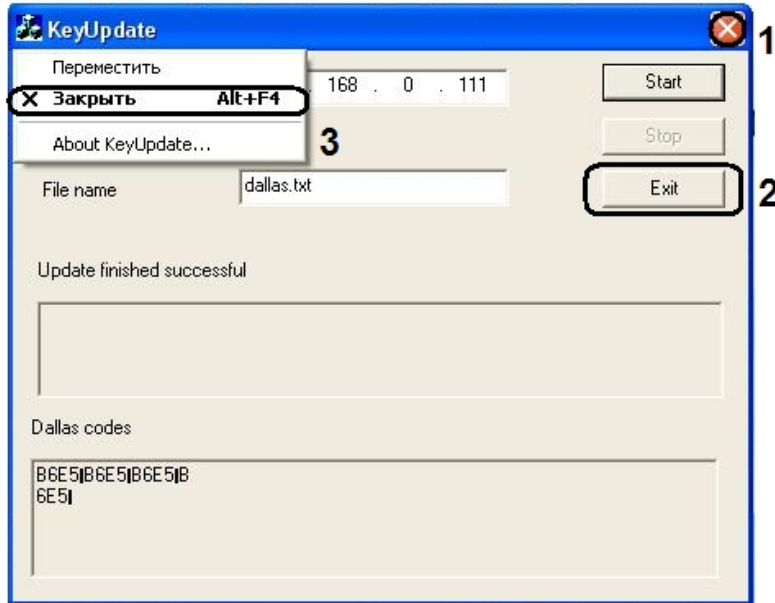 KeyUpdate
1
Переместить
. 168 . 0 . 111
Start
X Закрыть Alt+F4
About KeyUpdate...
3
Stop
File name
dallas.txt
Exit
2
Update finished successful
Dallas codes
B6E5|B6E5|B6E5|B
6E5|